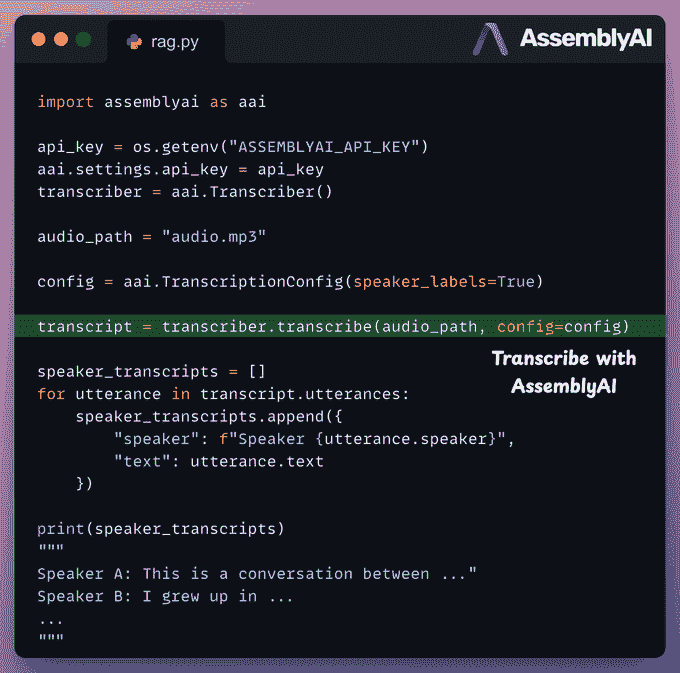 rag.py
AssemblyAI
import assemblyai as aai
api_key = os.getenv("ASSEMBLYAI_API_KEY")
aai.settings.api_key = api_key
transcriber = aai.Transcriber()
audio_path = "audio.mp3"
config = aai.TranscriptionConfig(speaker_labels=True)
transcript = transcriber.transcribe(audio_path, config=config)
Transcribe with
AssemblyAI
speaker_transcripts = []
for utterance in transcript.utterances:
    speaker_transcripts.append({
        "speaker": f"Speaker {utterance.speaker}",
        "text": utterance.text
    })
print(speaker_transcripts)
"""
Speaker A: This is a conversation between ..."
Speaker B: I grew up in ...
...
"""